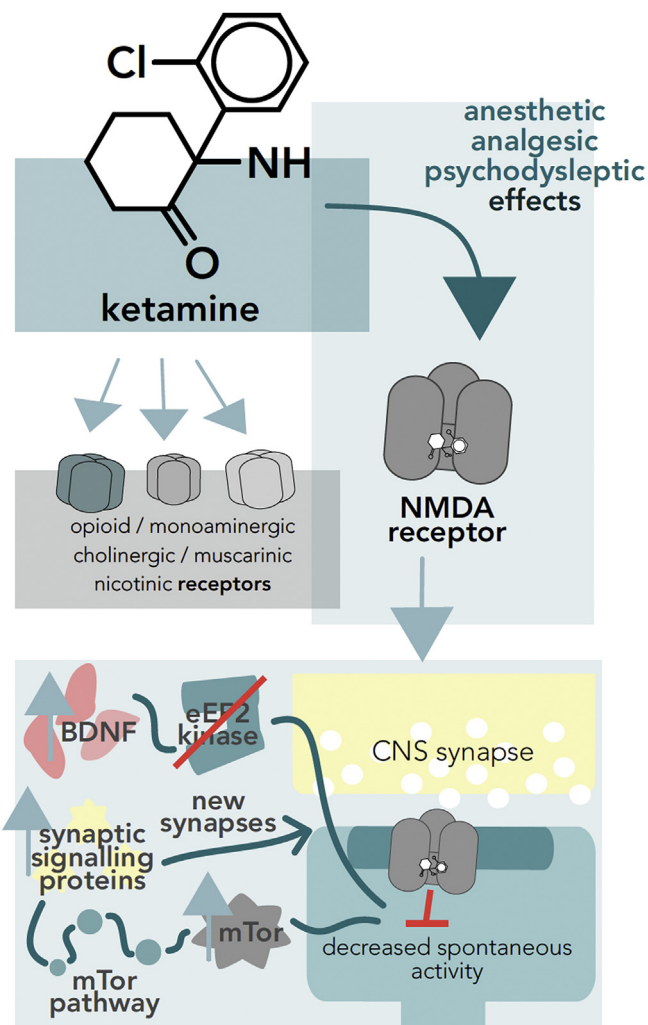 Cl
NH
O
ketamine
anesthetic
analgesic
psychodysleptic
effects
NMDA
receptor
opioid / monoaminergic
cholinergic / muscarinic
nicotinic receptors
BDNF
eEF2
kinase
CNS synapse
new
synapses
synaptic
signalling
proteins
mTor
mTor
pathway
decreased spontaneous
activity